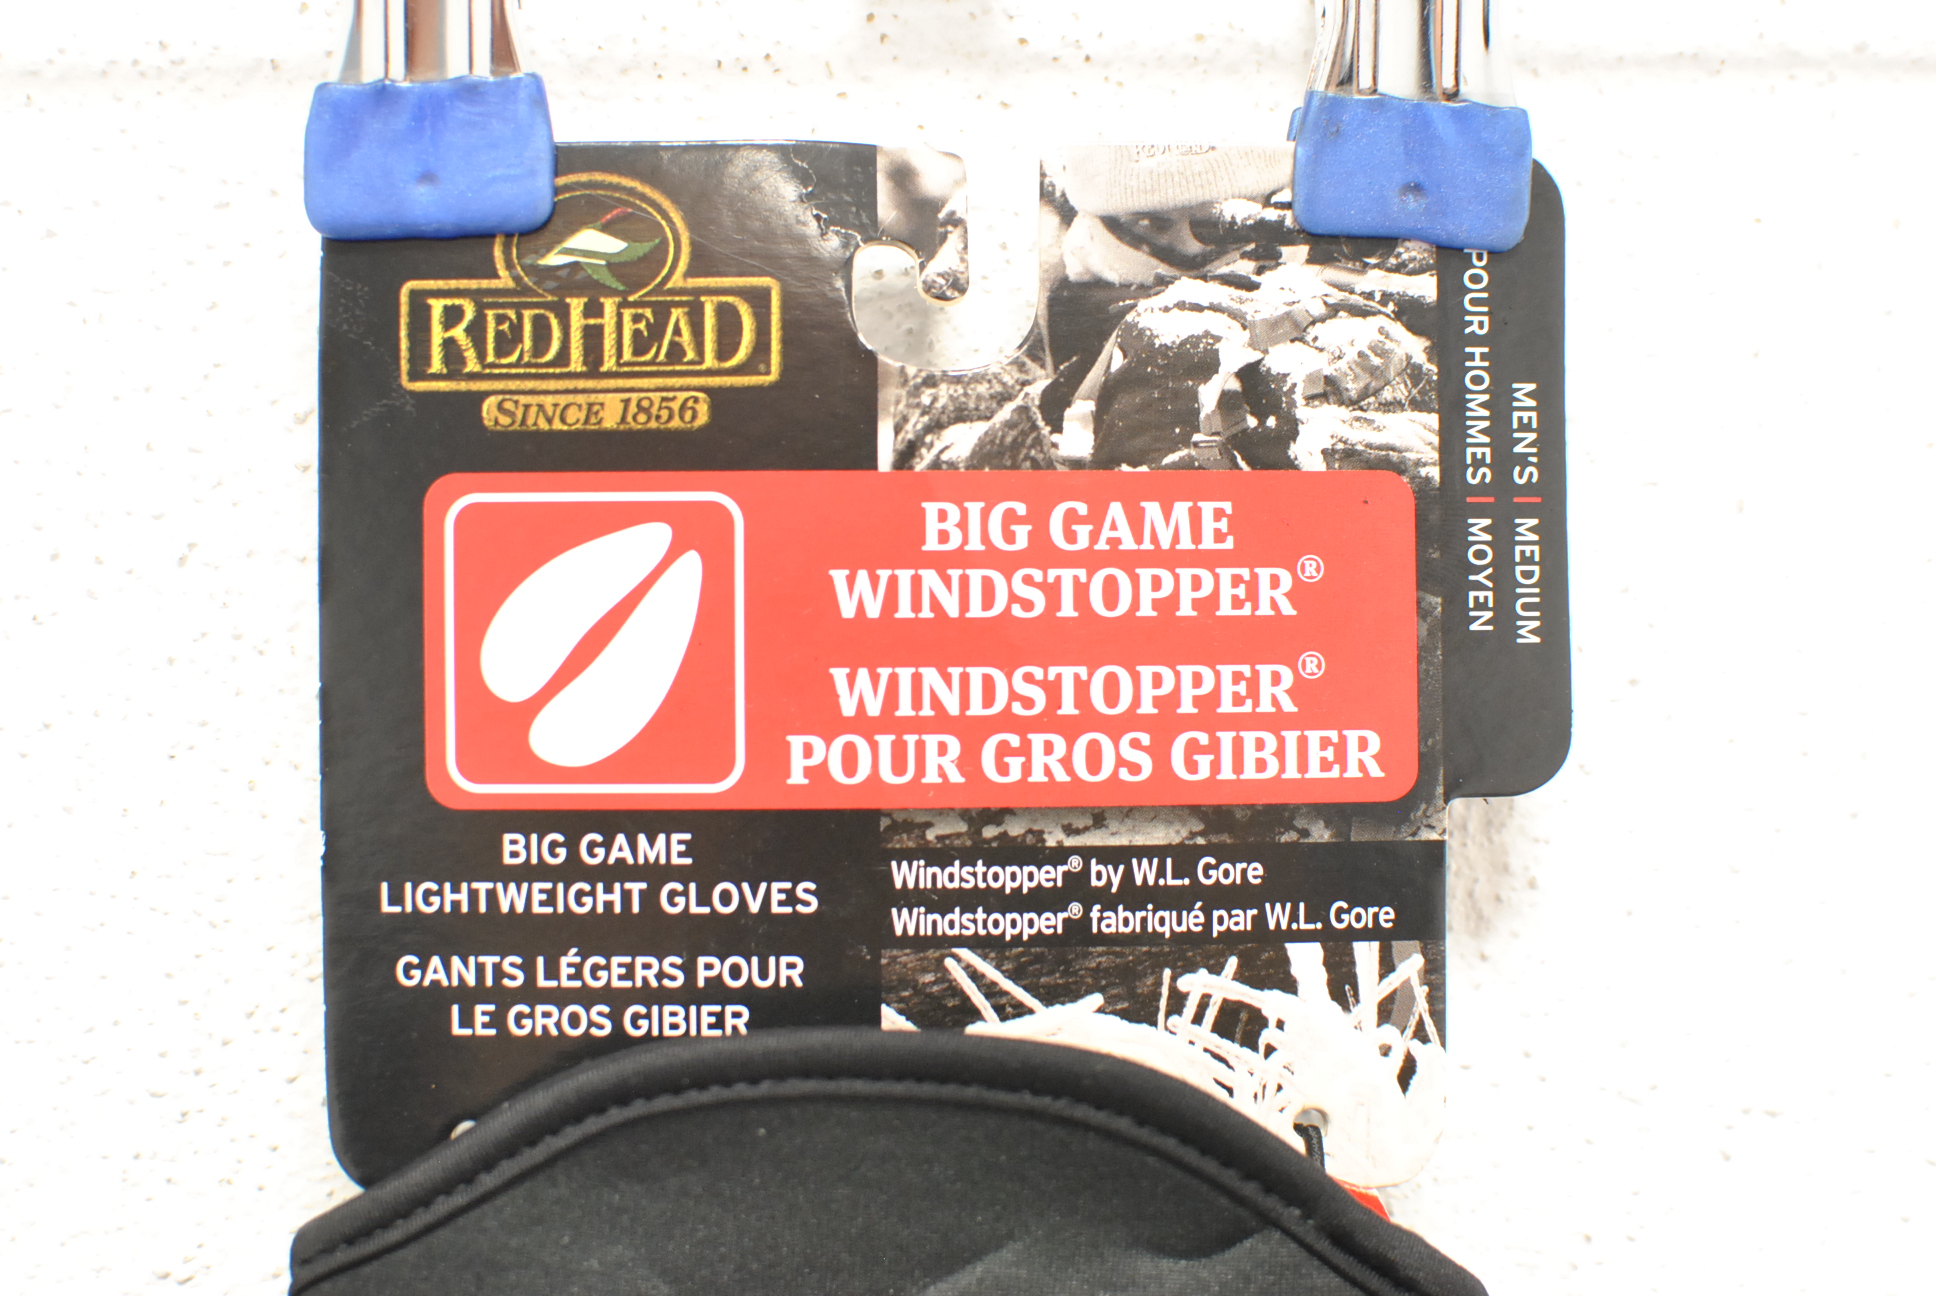 REDHEAD
SINCE 1856
BIG GAME
WINDSTOPPER®
WINDSTOPPER®
POUR GROS GIBIER
MEN'S | MEDIUM
POUR HOMMES | MOYEN
BIG GAME
LIGHTWEIGHT GLOVES
GANTS LÉGERS POUR
LE GROS GIBIER
Windstopper® by W.L. Gore
Windstopper® fabriqué par W.L. Gore